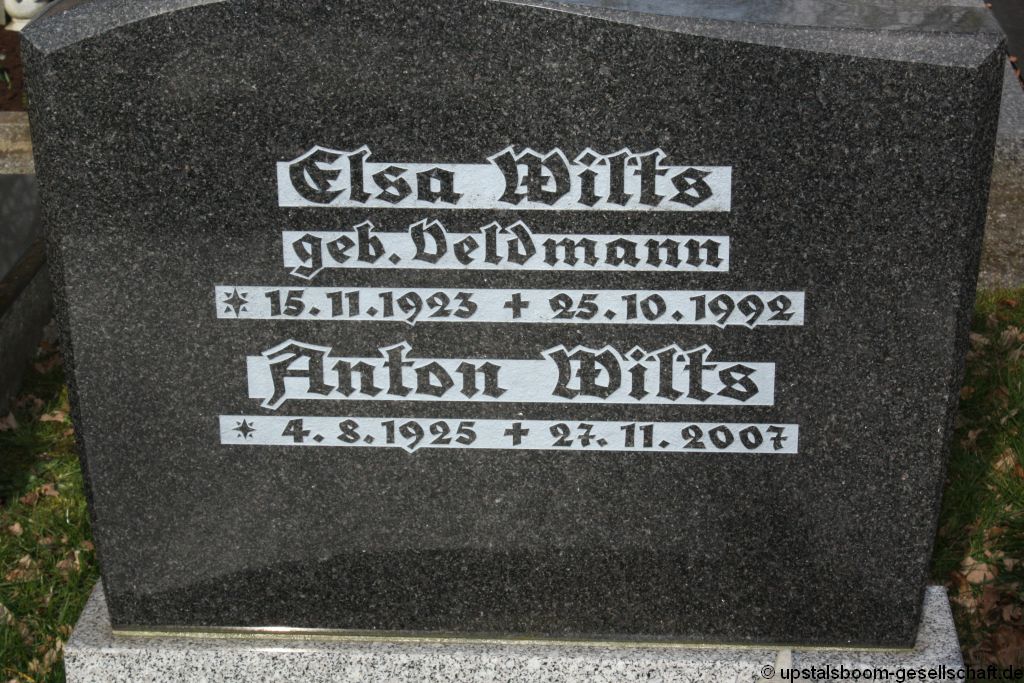 Elsa Wilts
geb. Veldmann
* 15.11.1923 + 25.10.1992
Anton Wilts
* 4.8.1925 + 27.11.2007
© upstalsboom-gesellschaft.de